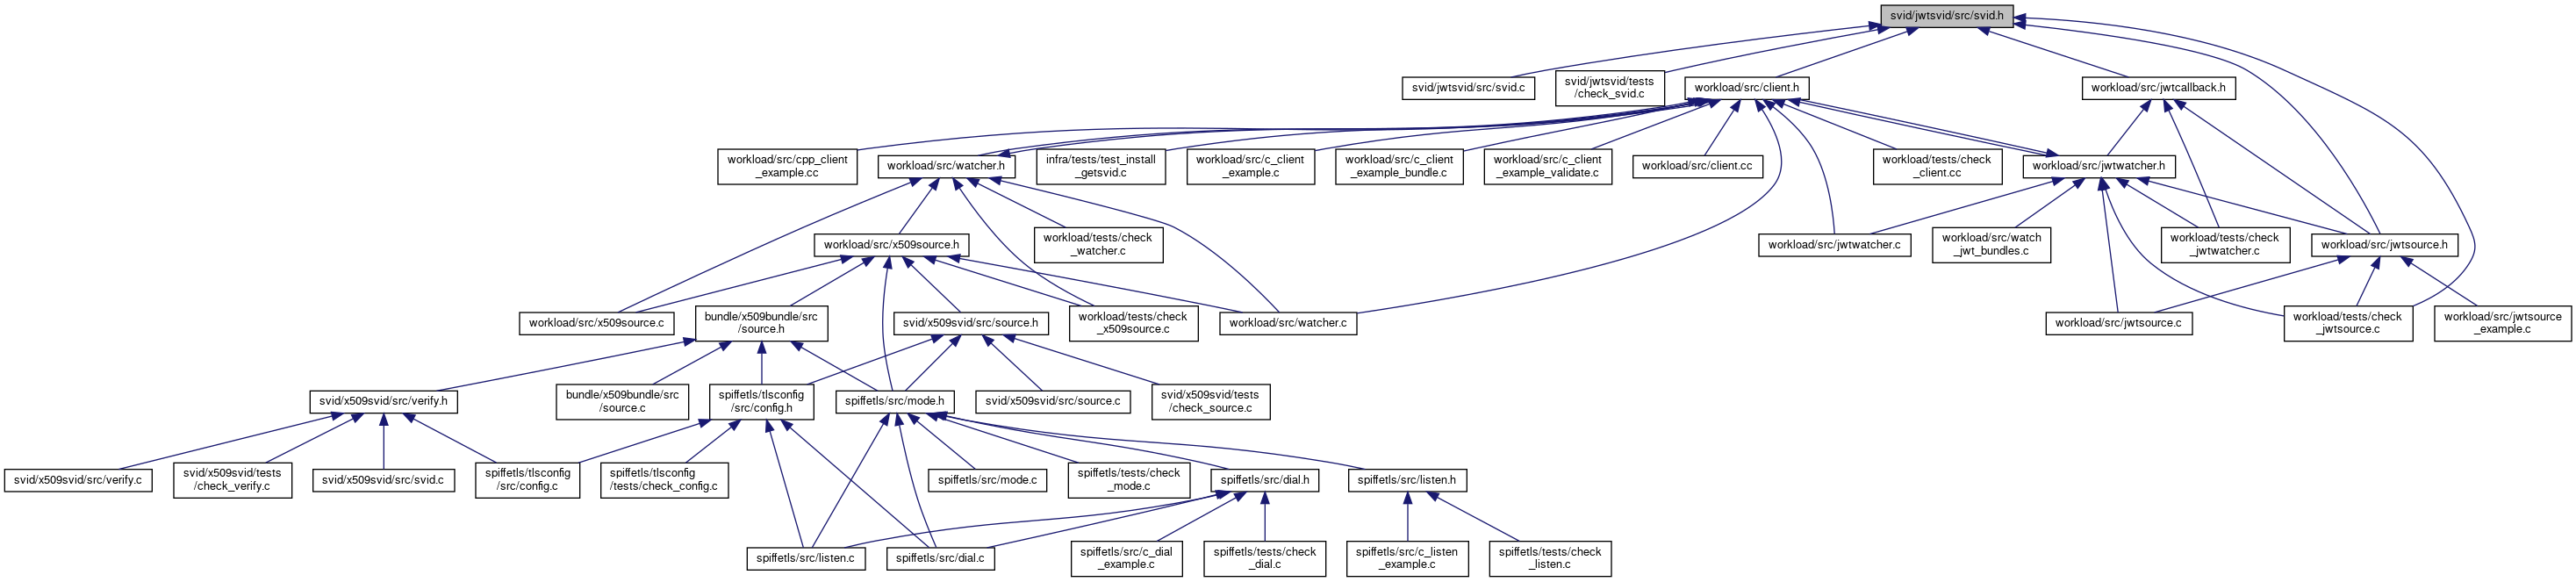 svid/jwtsvid/src/svid.h
svid/jwtsvid/src/svid.c
svid/jwtsvid/tests
/check_svid.c
workload/src/client.h
workload/src/jwtcallback.h
workload/src/cpp_client
_example.cc
workload/src/watcher.h
infra/tests/test_install
_getsvid.c
workload/src/c_client
_example.c
workload/src/c_client
_example_bundle.c
workload/src/c_client
_example_validate.c
workload/src/client.cc
workload/tests/check
_client.cc
workload/src/jwtwatcher.h
workload/src/x509source.h
workload/tests/check
_watcher.c
workload/src/jwtwatcher.c
workload/src/watch
_jwt_bundles.c
workload/tests/check
_jwtwatcher.c
workload/src/jwtsource.h
workload/src/x509source.c
bundle/x509bundle/src
/source.h
svid/x509svid/src/source.h
workload/tests/check
_x509source.c
workload/src/watcher.c
workload/src/jwtsource.c
workload/tests/check
_jwtsource.c
workload/src/jwtsource
_example.c
svid/x509svid/src/verify.h
bundle/x509bundle/src
/source.c
spiffetls/tlsconfig
/src/config.h
spiffetls/src/mode.h
svid/x509svid/src/source.c
svid/x509svid/tests
/check_source.c
svid/x509svid/src/verify.c
svid/x509svid/tests
/check_verify.c
svid/x509svid/src/svid.c
spiffetls/tlsconfig
/src/config.c
spiffetls/tlsconfig
/tests/check_config.c
spiffetls/src/mode.c
spiffetls/tests/check
_mode.c
spiffetls/src/dial.h
spiffetls/src/listen.h
spiffetls/src/listen.c
spiffetls/src/dial.c
spiffetls/src/c_dial
_example.c
spiffetls/tests/check
_dial.c
spiffetls/src/c_listen
_example.c
spiffetls/tests/check
_listen.c